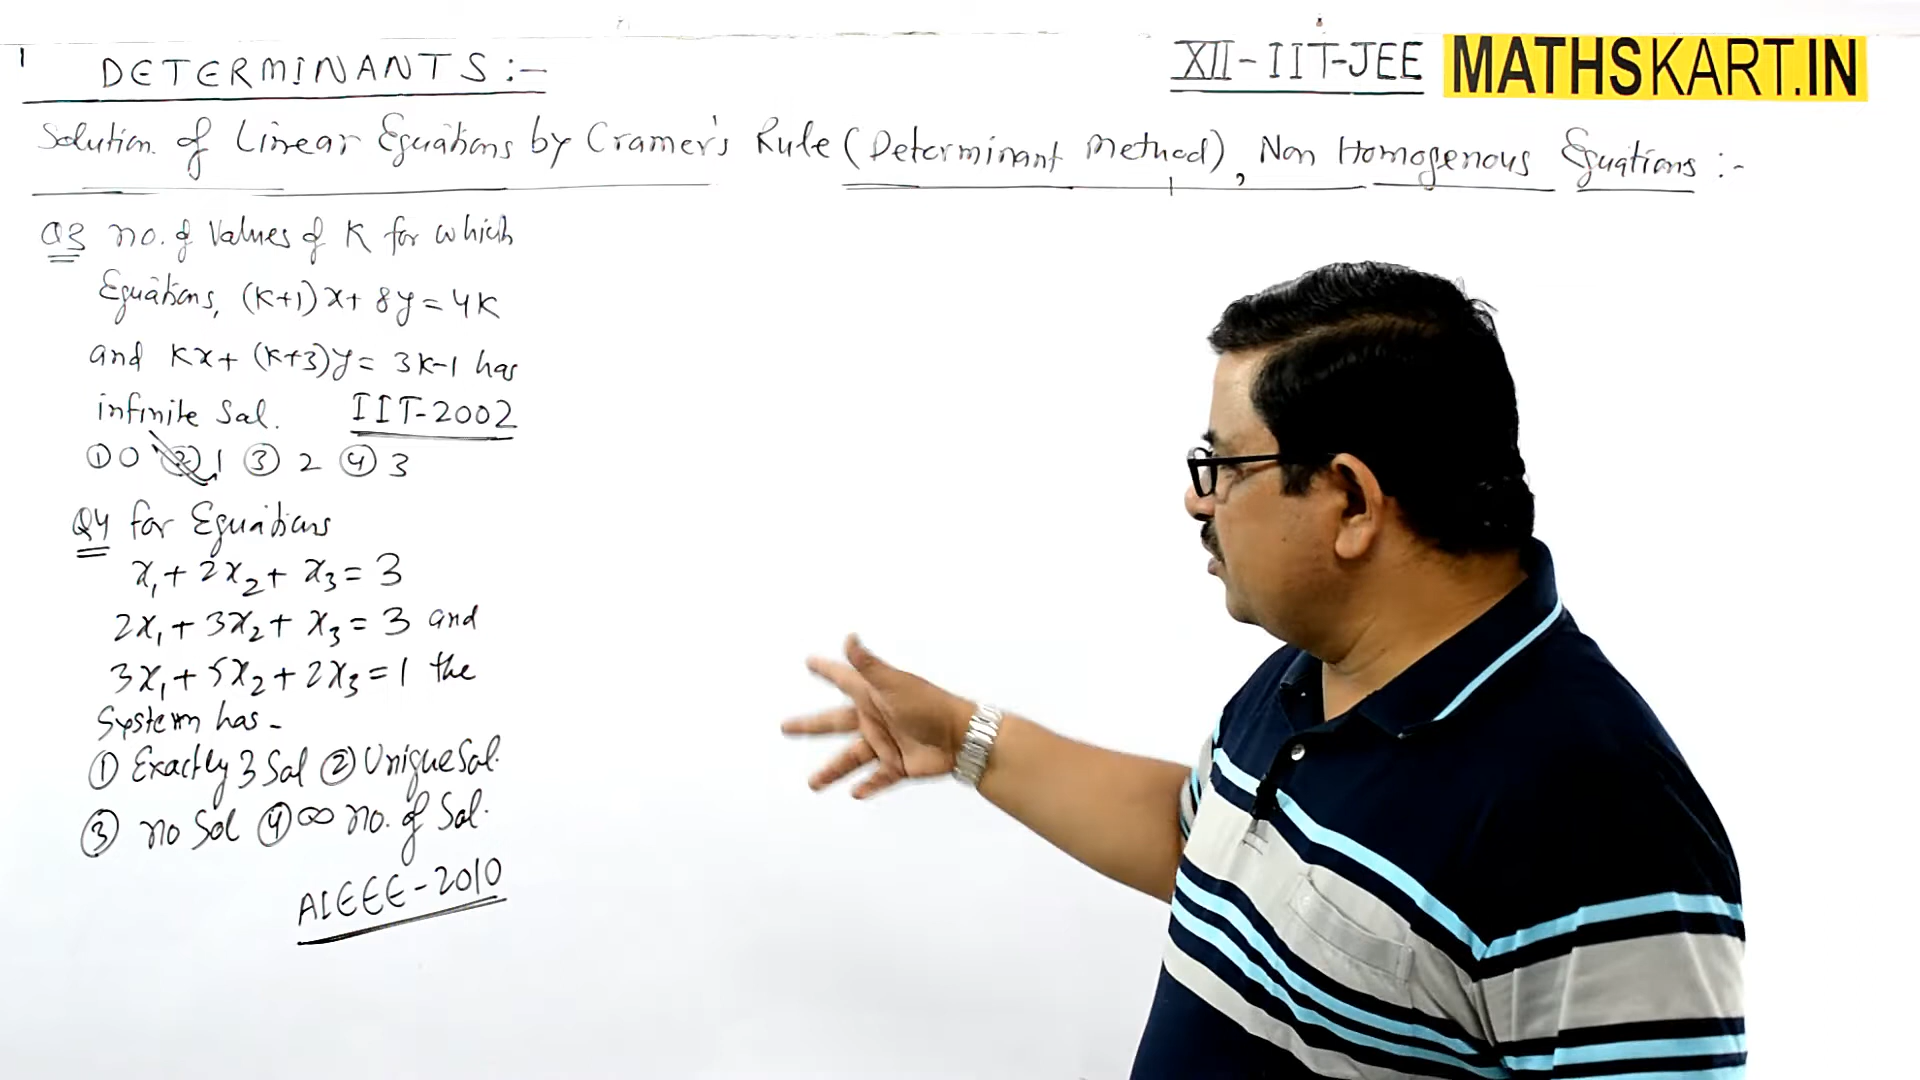 DETERMINANTS :-
XII - IIT-JEE
MATHSKART.IN
Solution of Linear Equations by Cramer's Rule (Determinant Method), Non Homogenous Equations :-
Q3 no. of Values of K for which
Equations, (K+1)x + 8y = 4K
and Kx + (K+3)y = 3K-1 has
infinite Sol. IIT-2002
① 0 ② 1 ③ 2 ④ 3
Q4 for Equations
x₁ + 2x₂ + x₃ = 3
2x₁ + 3x₂ + x₃ = 3 and
3x₁ + 5x₂ + 2x₃ = 1 the
System has -
① Exactly 3 Sol ② Unique Sol.
③ no Sol ④ ∞ no. of Sol.
AIEEE - 2010